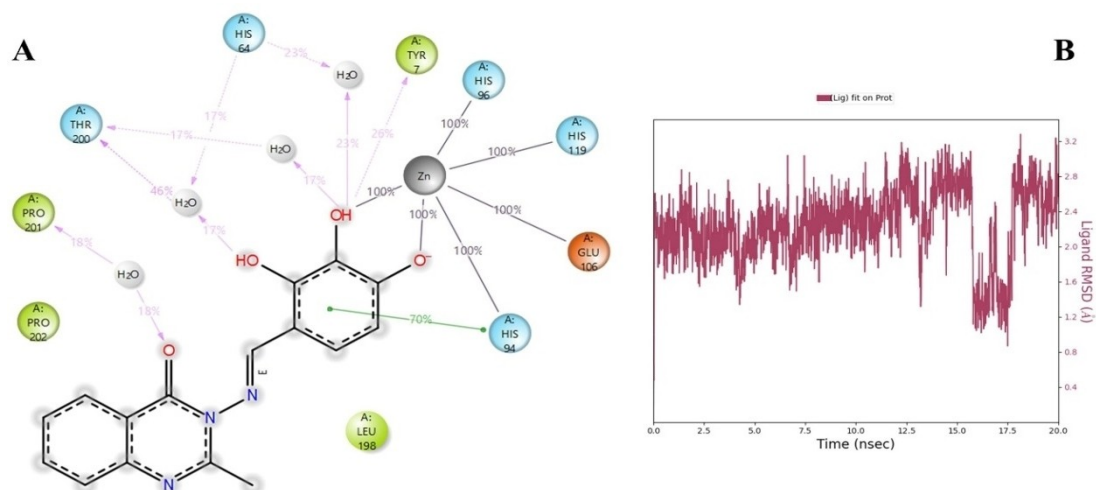 A
B
A:
HIS
64
23%
H₂O
A:
TYR
7
A:
HIS
96
A:
THR
200
17%
17%
H₂O
26%
23%
100%
A:
HIS
119
100%
Zn
46%
H₂O
17%
17%
100%
OH
100%
100%
A:
PRO
201
18%
H₂O
HO
O⁻
100%
A:
GLU
106
18%
A:
PRO
202
70%
A:
HIS
94
O
E
N
N
N
A:
LEU
198
(Lig) fit on Prot
3.2
2.8
2.4
2.0
1.6
1.2
0.8
0.4
Ligand RMSD (Å)
0.0 2.5 5.0 7.5 10.0 12.5 15.0 17.5 20.0
Time (nsec)